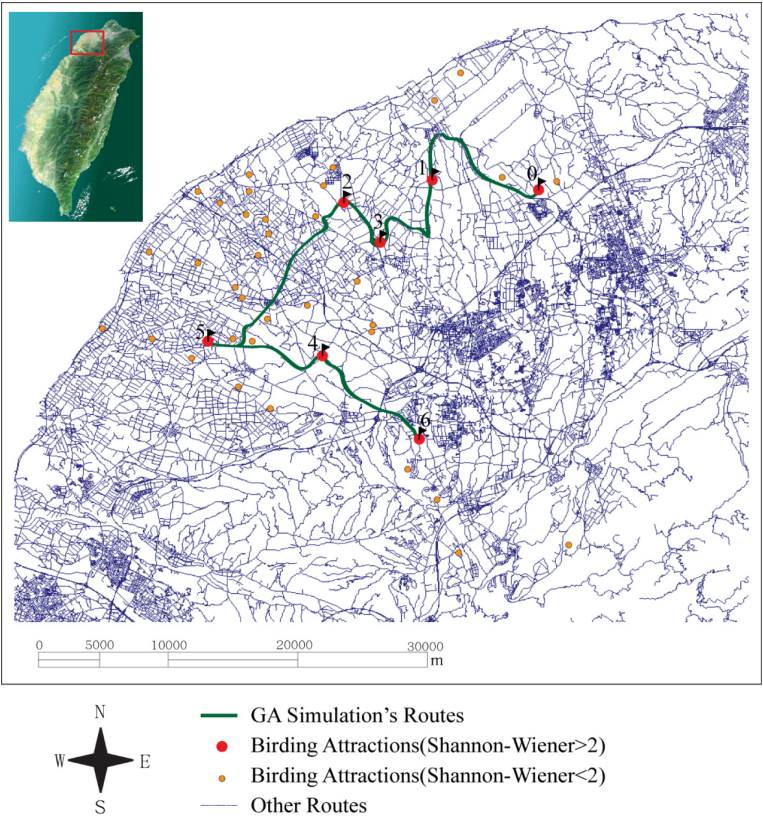 0
1
2
3
5
4
6
0 5000 10000 20000 30000
m
N
W E
S
GA Simulation's Routes
Birding Attractions(Shannon-Wiener>2)
Birding Attractions(Shannon-Wiener<2)
Other Routes